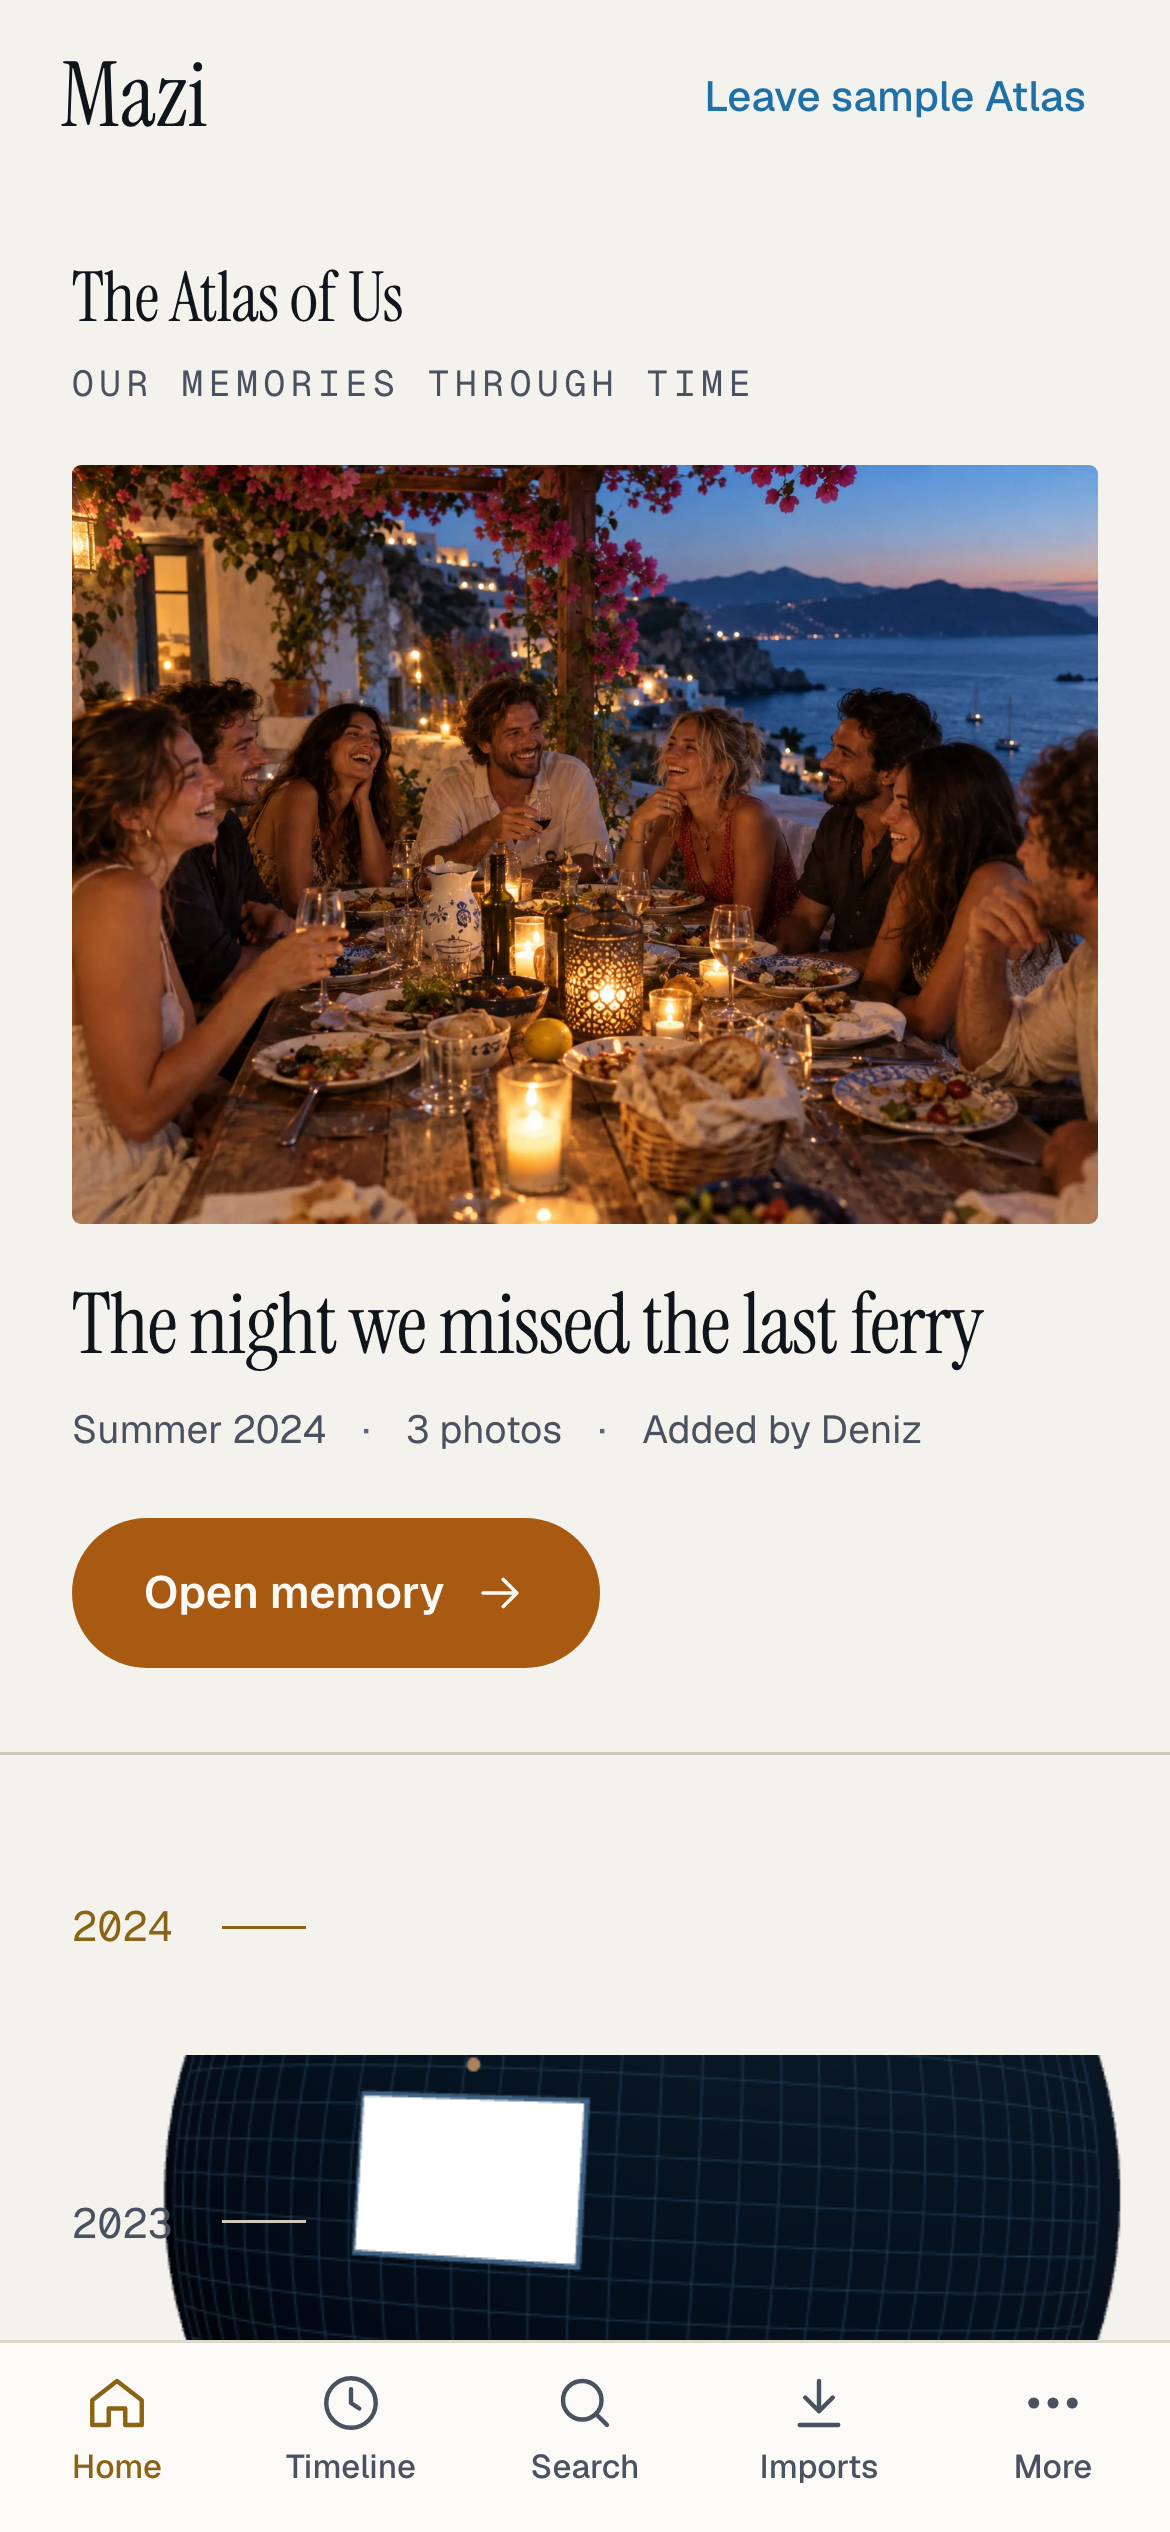 Mazi
Leave sample Atlas
The Atlas of Us
OUR MEMORIES THROUGH TIME
The night we missed the last ferry
Summer 2024 · 3 photos · Added by Deniz
Open memory →
2024
2023
Home
Timeline
Search
Imports
More